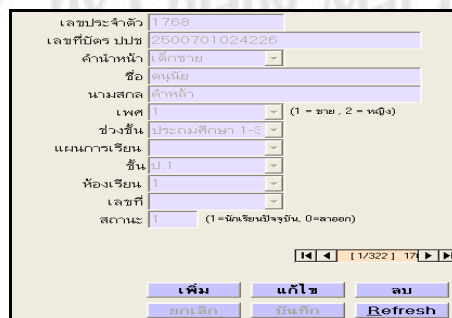 เลขประจำตัว 1768
เลขที่บัตร ปปช 2500701024226
คำนำหน้า เด็กชาย
ชื่อ ดนุนัย
นามสกล คำหล้า
เพศ 1 (1 = ชาย , 2 = หญิง)
ช่วงชั้น ประถมศึกษา 1-3
แผนการเรียน
ชั้น ป.1
ห้องเรียน 1
เลขที่
สถานะ 1 (1=นักเรียนปัจจุบัน, 0=ลาออก)
[ 1/322 ]
เพิ่ม แก้ไข ลบ
ยกเลิก บันทึก Refresh